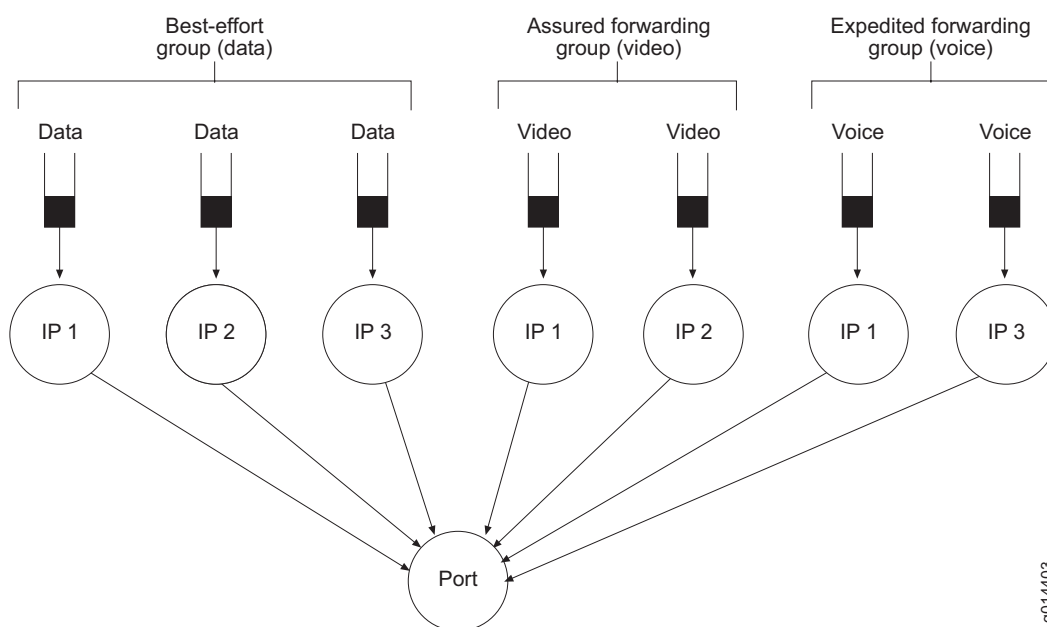 Best-effort
group (data)
Assured forwarding
group (video)
Expedited forwarding
group (voice)
Data
Data
Data
Video
Video
Voice
Voice
IP 1
IP 2
IP 3
IP 1
IP 2
IP 1
IP 3
Port
g014403